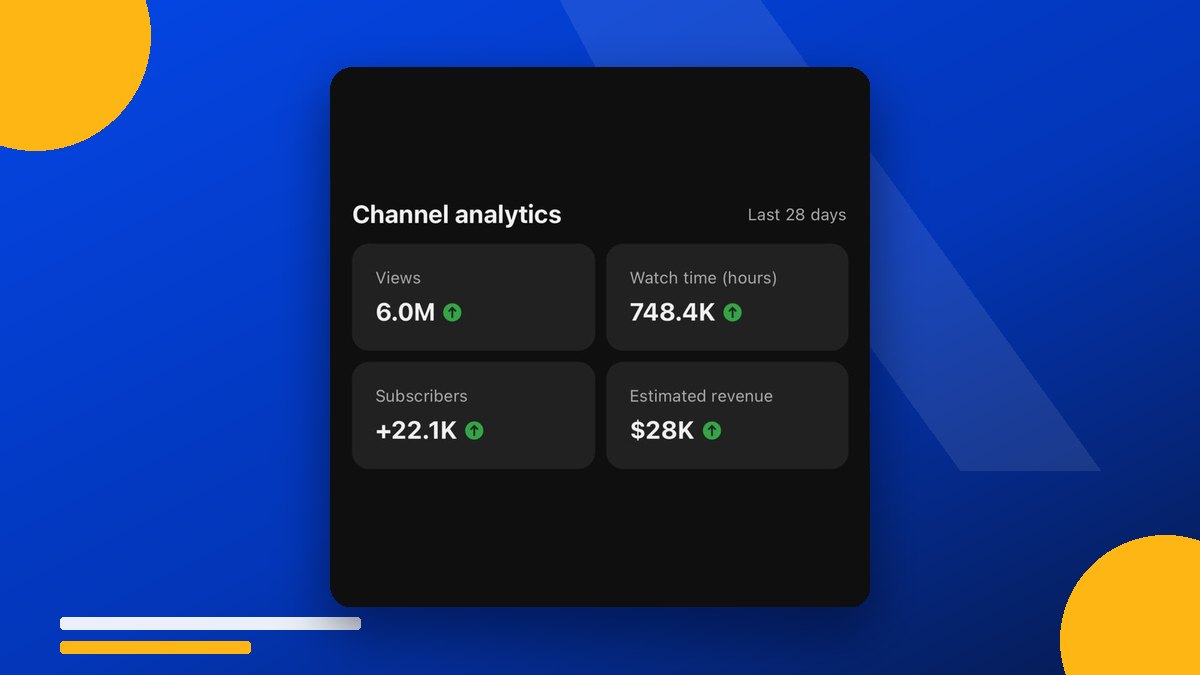 Channel analytics Last 28 days
Views Watch time (hours)
6.0M 748.4K
Subscribers Estimated revenue
+22.1K $28K